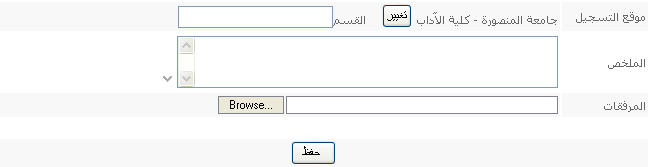 موقع التسجيل جامعة المنصورة - كلية الآداب تغيير القسم
الملخص
المرفقات Browse...
حفظ